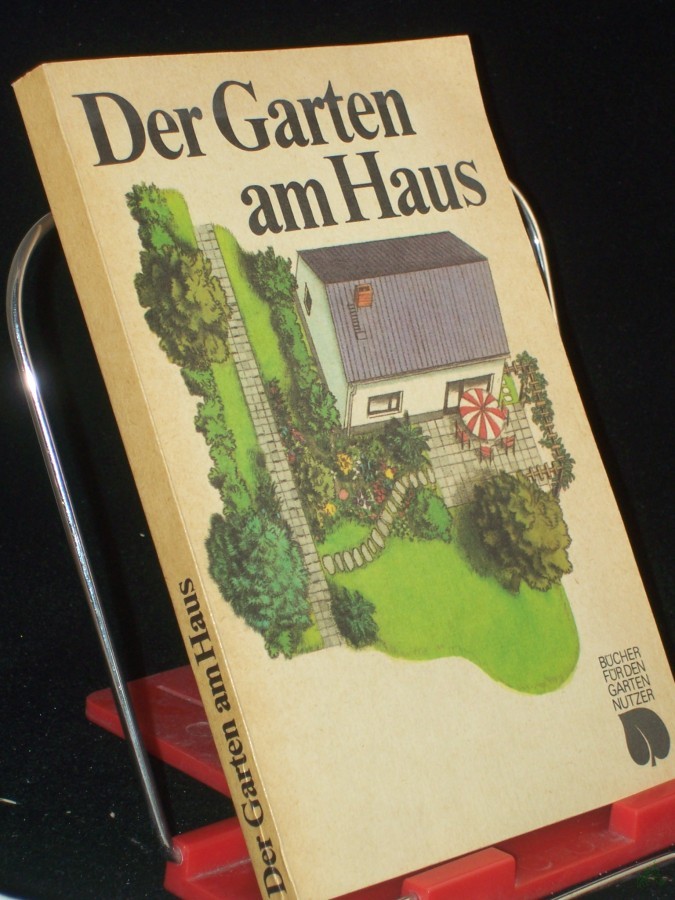 Der Garten
am Haus
BÜCHER
FÜR DEN
GARTEN
NUTZER
Der Garten am Haus